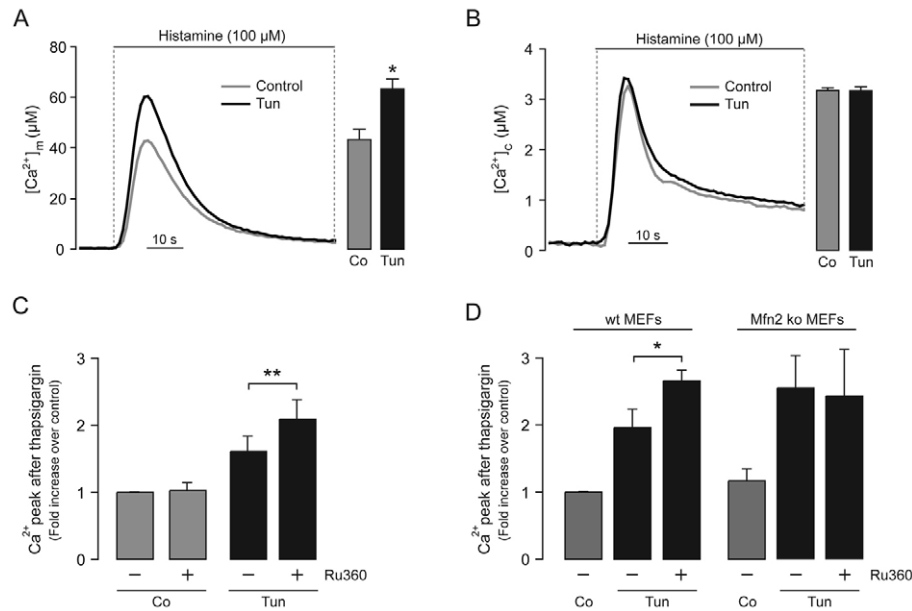 A
Histamine (100 µM)
80
60
40
20
0
[Ca²⁺]m (µM)
Control
Tun
10 s
*
Co
Tun
B
Histamine (100 µM)
4
3
2
1
0
[Ca²⁺]c (µM)
Control
Tun
10 s
Co
Tun
C
3
2
1
0
Ca²⁺ peak after thapsigargin
(Fold increase over control)
**
− + − + Ru360
Co Tun
D
wt MEFs Mfn2 ko MEFs
3
2
1
0
Ca²⁺ peak after thapsigargin
(Fold increase over control)
*
− − + − − + Ru360
Co Tun Co Tun